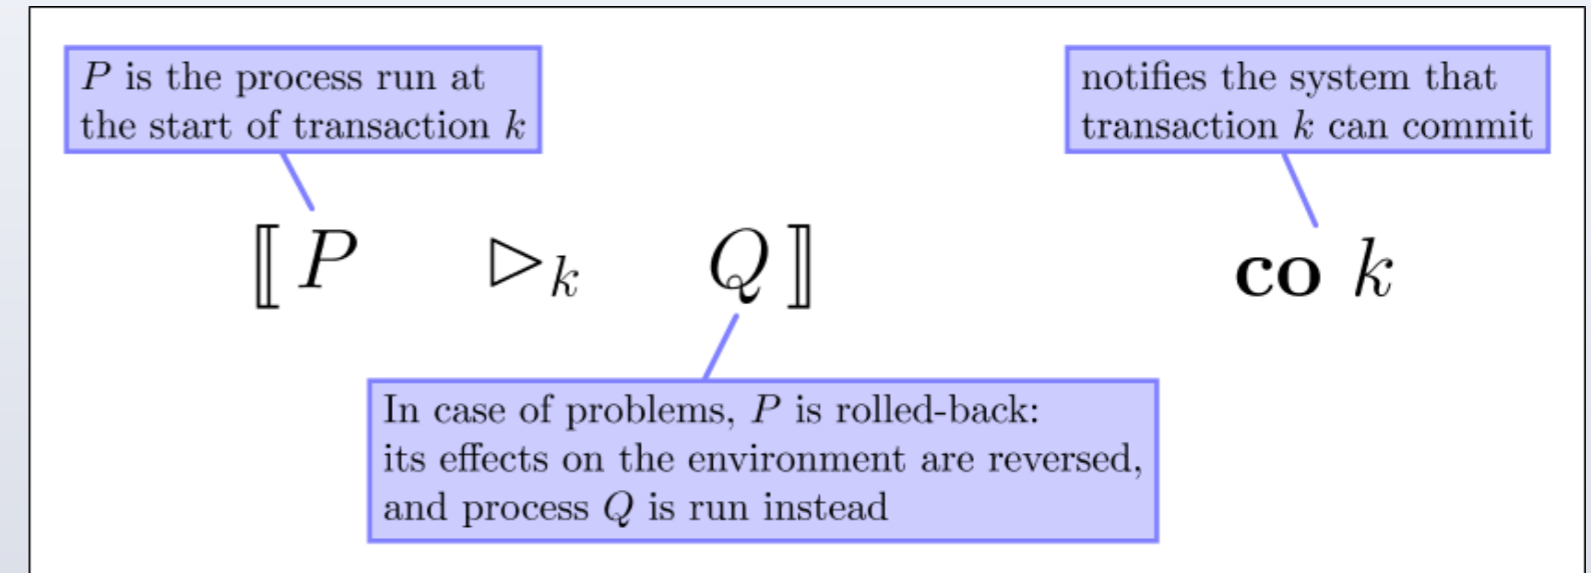 P is the process run at
the start of transaction k
notifies the system that
transaction k can commit
⟦ P ▷k Q ⟧
co k
In case of problems, P is rolled-back:
its effects on the environment are reversed,
and process Q is run instead